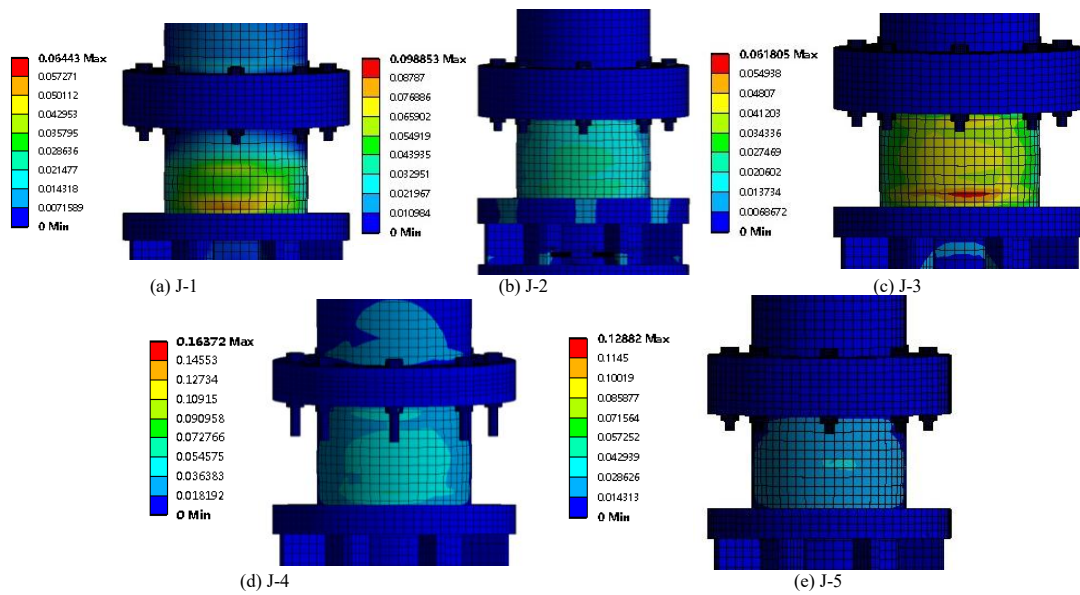 0.06443 Max
0.057271
0.050112
0.042953
0.035795
0.028636
0.021477
0.014318
0.0071589
0 Min
0.098853 Max
0.08787
0.076886
0.065902
0.054919
0.043935
0.032951
0.021967
0.010984
0 Min
0.061805 Max
0.054938
0.04807
0.041203
0.034336
0.027469
0.020602
0.013734
0.0068672
0 Min
(a) J-1
(b) J-2
(c) J-3
0.16372 Max
0.14553
0.12734
0.10915
0.090958
0.072766
0.054575
0.036383
0.018192
0 Min
0.12882 Max
0.1145
0.10019
0.085877
0.071564
0.057252
0.042939
0.028626
0.014313
0 Min
(d) J-4
(e) J-5